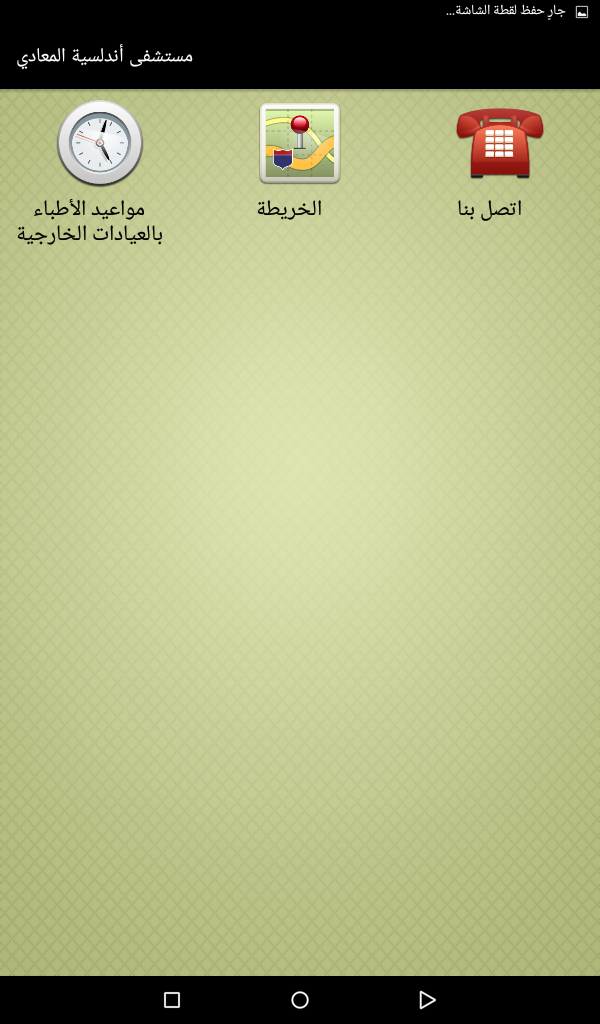 جارٍ حفظ لقطة الشاشة...
مستشفى أندلسية المعادي
اتصل بنا
الخريطة
مواعيد الأطباء
بالعيادات الخارجية